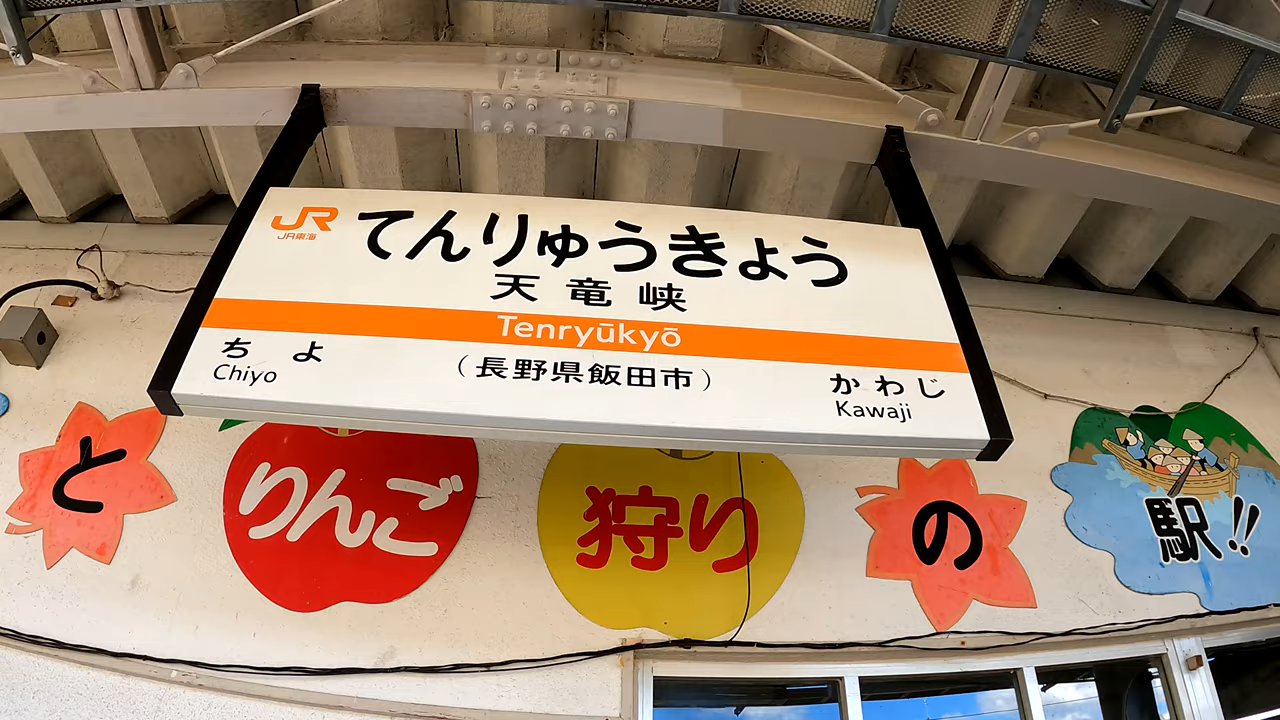 JR
JR東海
てんりゅうきょう
天竜峡
Tenryūkyō
ちよ
Chiyo
(長野県飯田市)
かわじ
Kawaji
と
りんご
狩り
の
駅!!